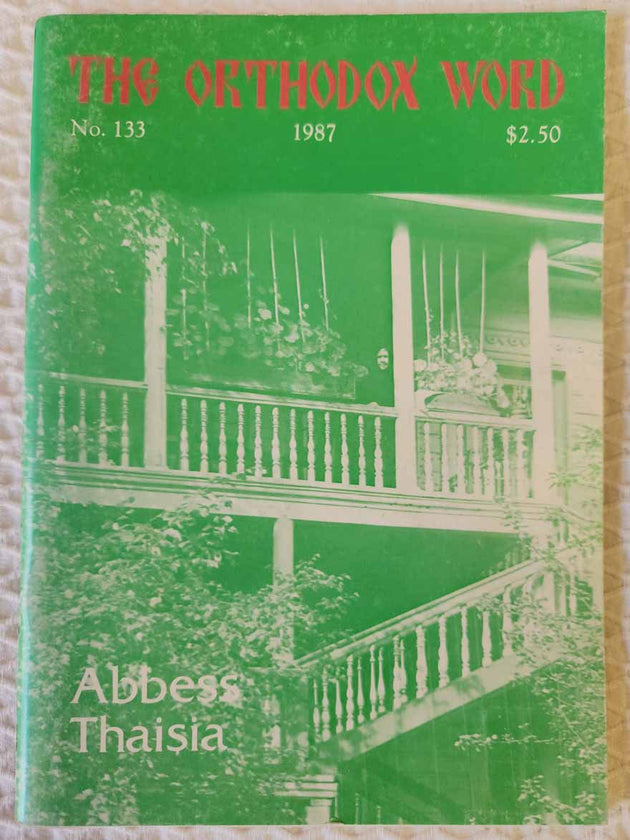 THE ORTHODOX WORD
No. 133 1987 $2.50
Abbess
Thaisia